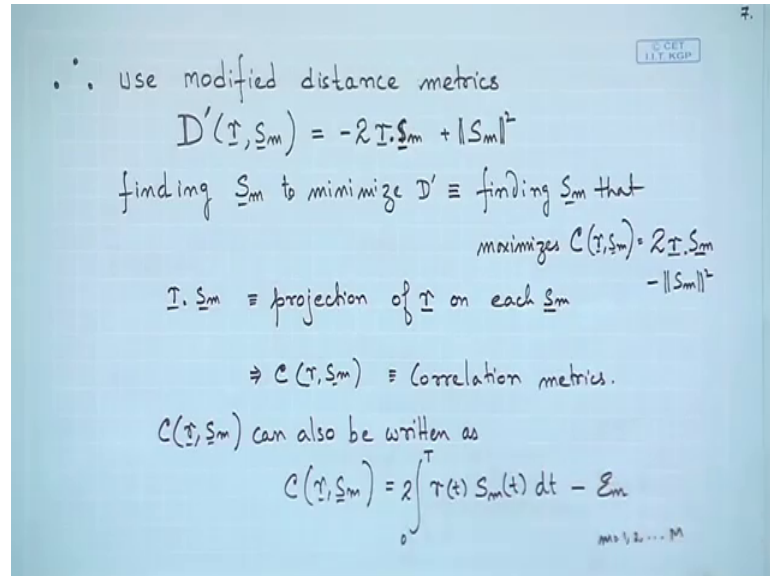 7.
© CET
I.I.T. KGP
∴ use modified distance metrics
D'(r, Sm) = -2 r.Sm + ||Sm||²
finding Sm to minimize D' ≡ finding Sm that
maximizes C(r,Sm) = 2r.Sm
- ||Sm||²
r. Sm ≡ projection of r on each Sm
⇒ C(r,Sm) ≡ Correlation metrics.
C(r,Sm) can also be written as
C(r,Sm) = 2∫₀ᵀ r(t) Sm(t) dt - Ɛm
m=1,2 ... M